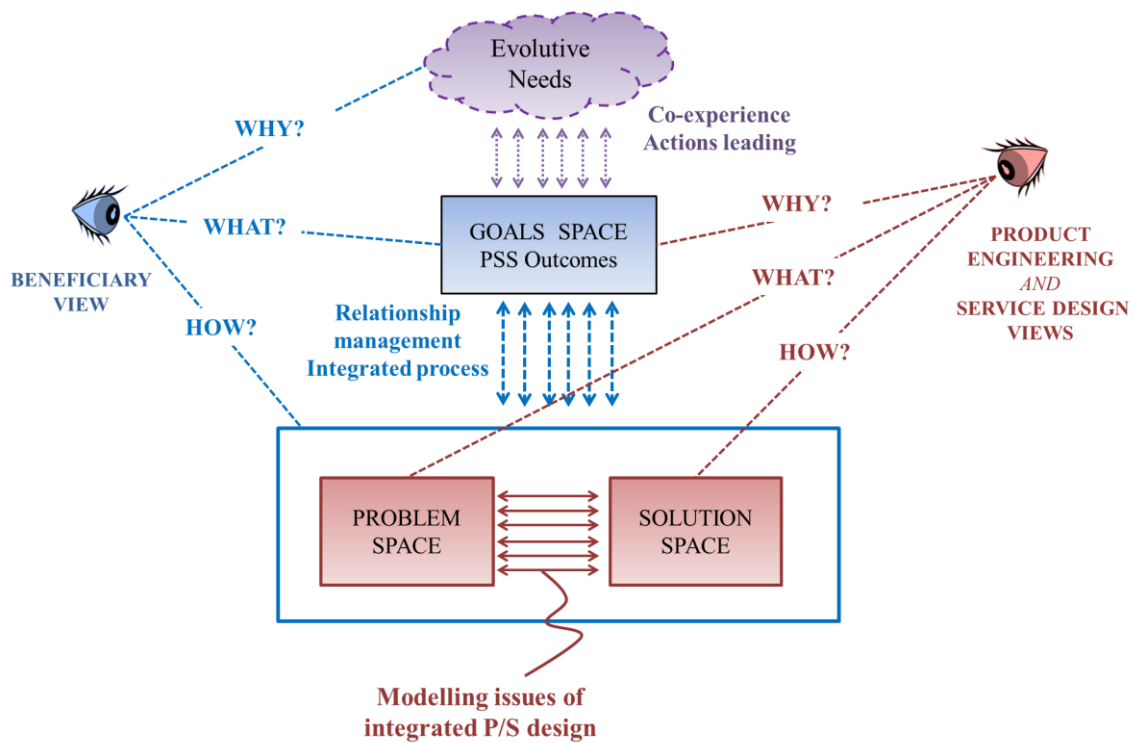 Evolutive
Needs
Co-experience
Actions leading
WHY?
WHAT?
HOW?
BENEFICIARY
VIEW
GOALS SPACE
PSS Outcomes
WHY?
WHAT?
HOW?
PRODUCT
ENGINEERING
AND
SERVICE DESIGN
VIEWS
Relationship
management
Integrated process
PROBLEM
SPACE
SOLUTION
SPACE
Modelling issues of
integrated P/S design